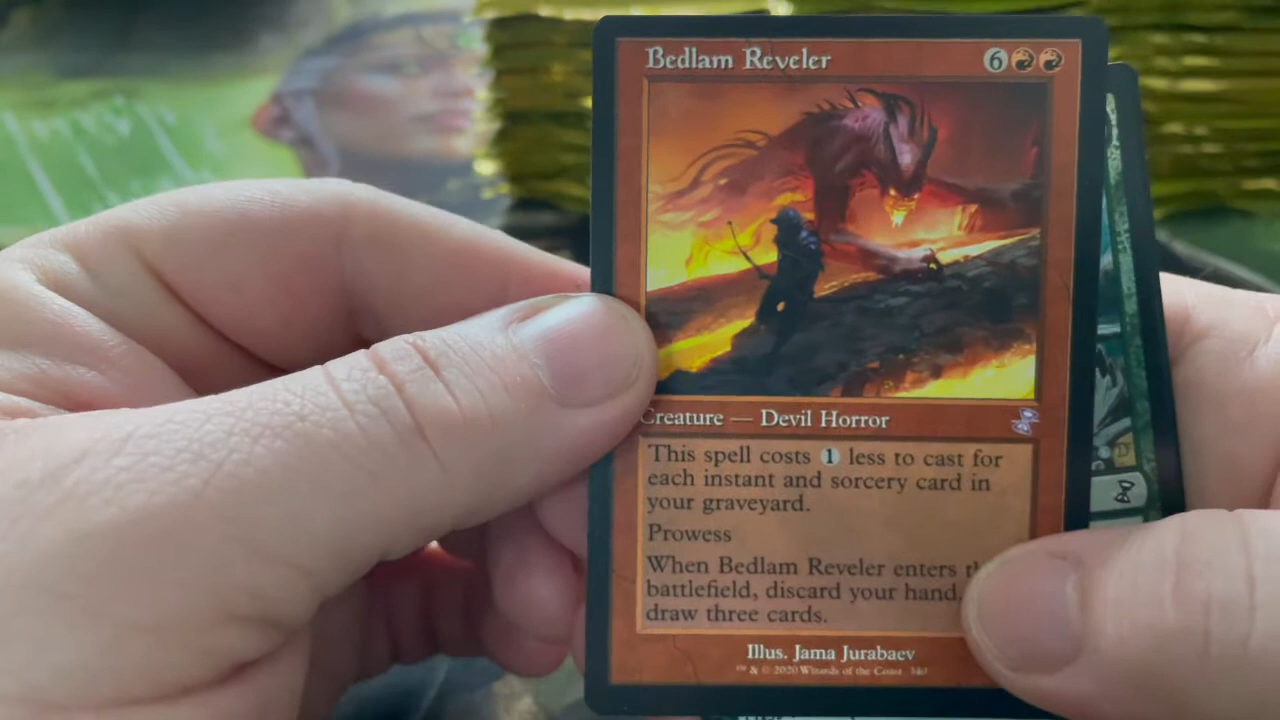 Bedlam Reveler 6
Creature — Devil Horror
This spell costs 1 less to cast for
each instant and sorcery card in
your graveyard.
Prowess
When Bedlam Reveler enters
battlefield, discard your hand,
draw three cards.
Illus. Jama Jurabaev
™ & © 2020 Wizards of the Coast